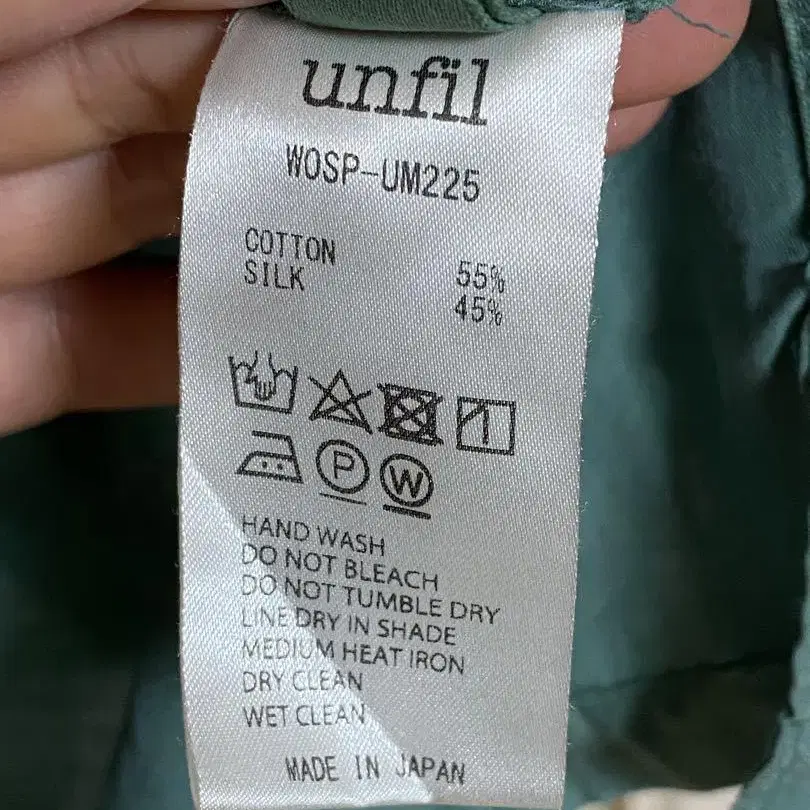 unfil
WOSP-UM225
COTTON 55%
SILK 45%
P W
HAND WASH
DO NOT BLEACH
DO NOT TUMBLE DRY
LINE DRY IN SHADE
MEDIUM HEAT IRON
DRY CLEAN
WET CLEAN
MADE IN JAPAN